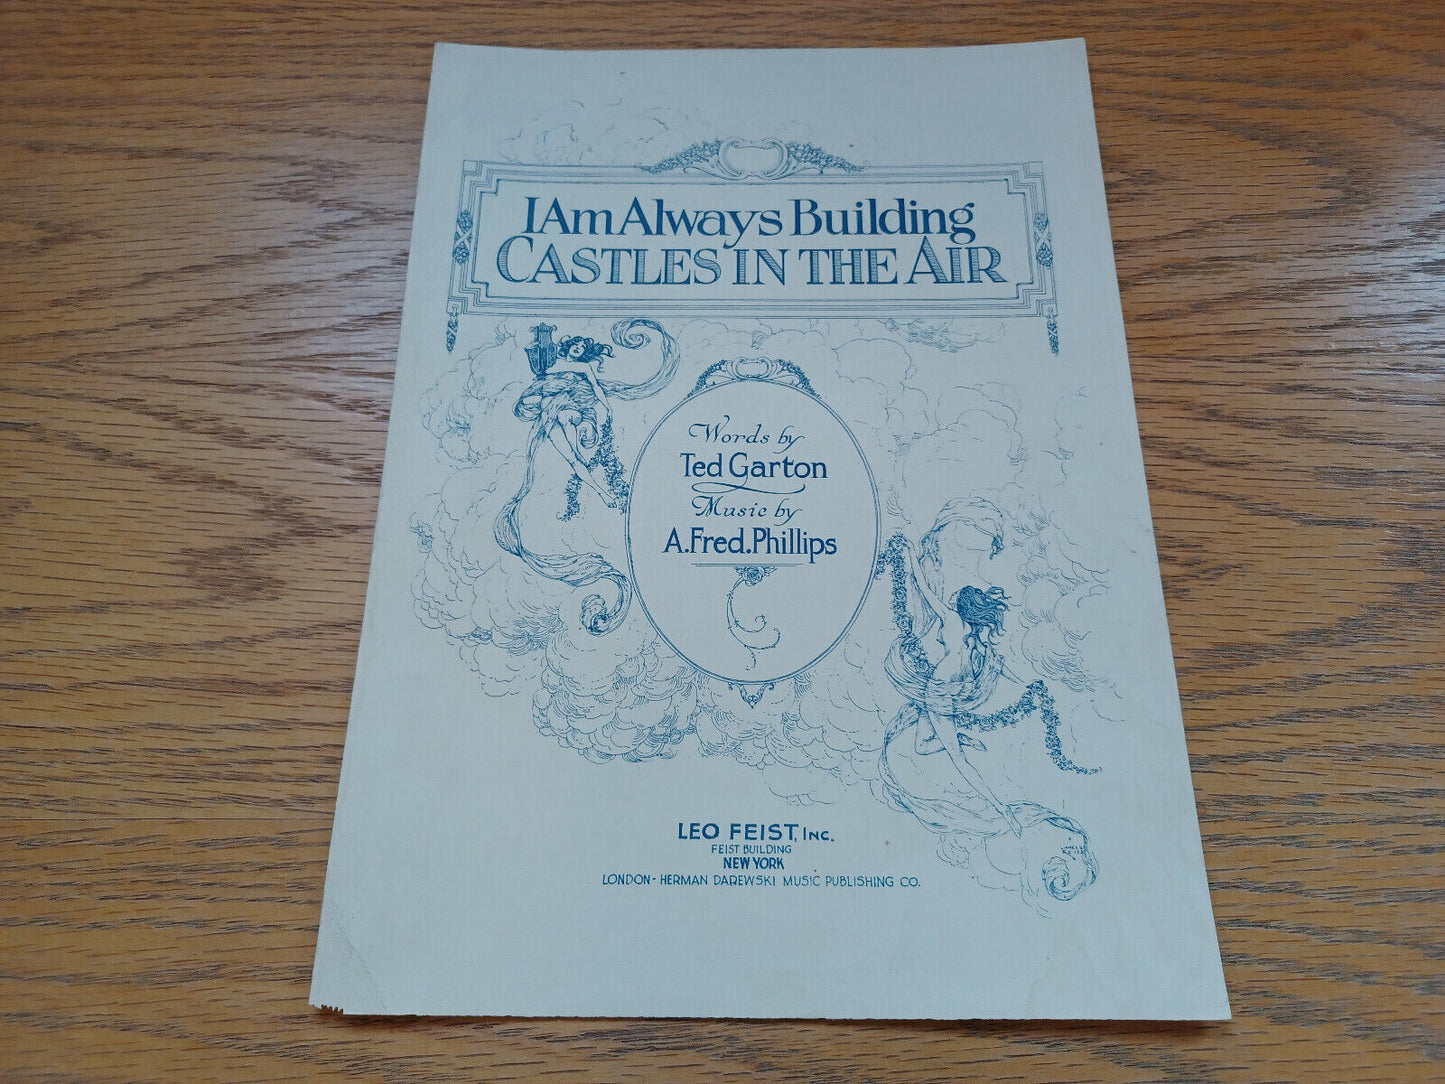 I Am Always Building
CASTLES IN THE AIR
Words by
Ted Garton
Music by
A. Fred. Phillips
LEO FEIST, INC.
FEIST BUILDING
NEW YORK
LONDON - HERMAN DAREWSKI MUSIC PUBLISHING CO.